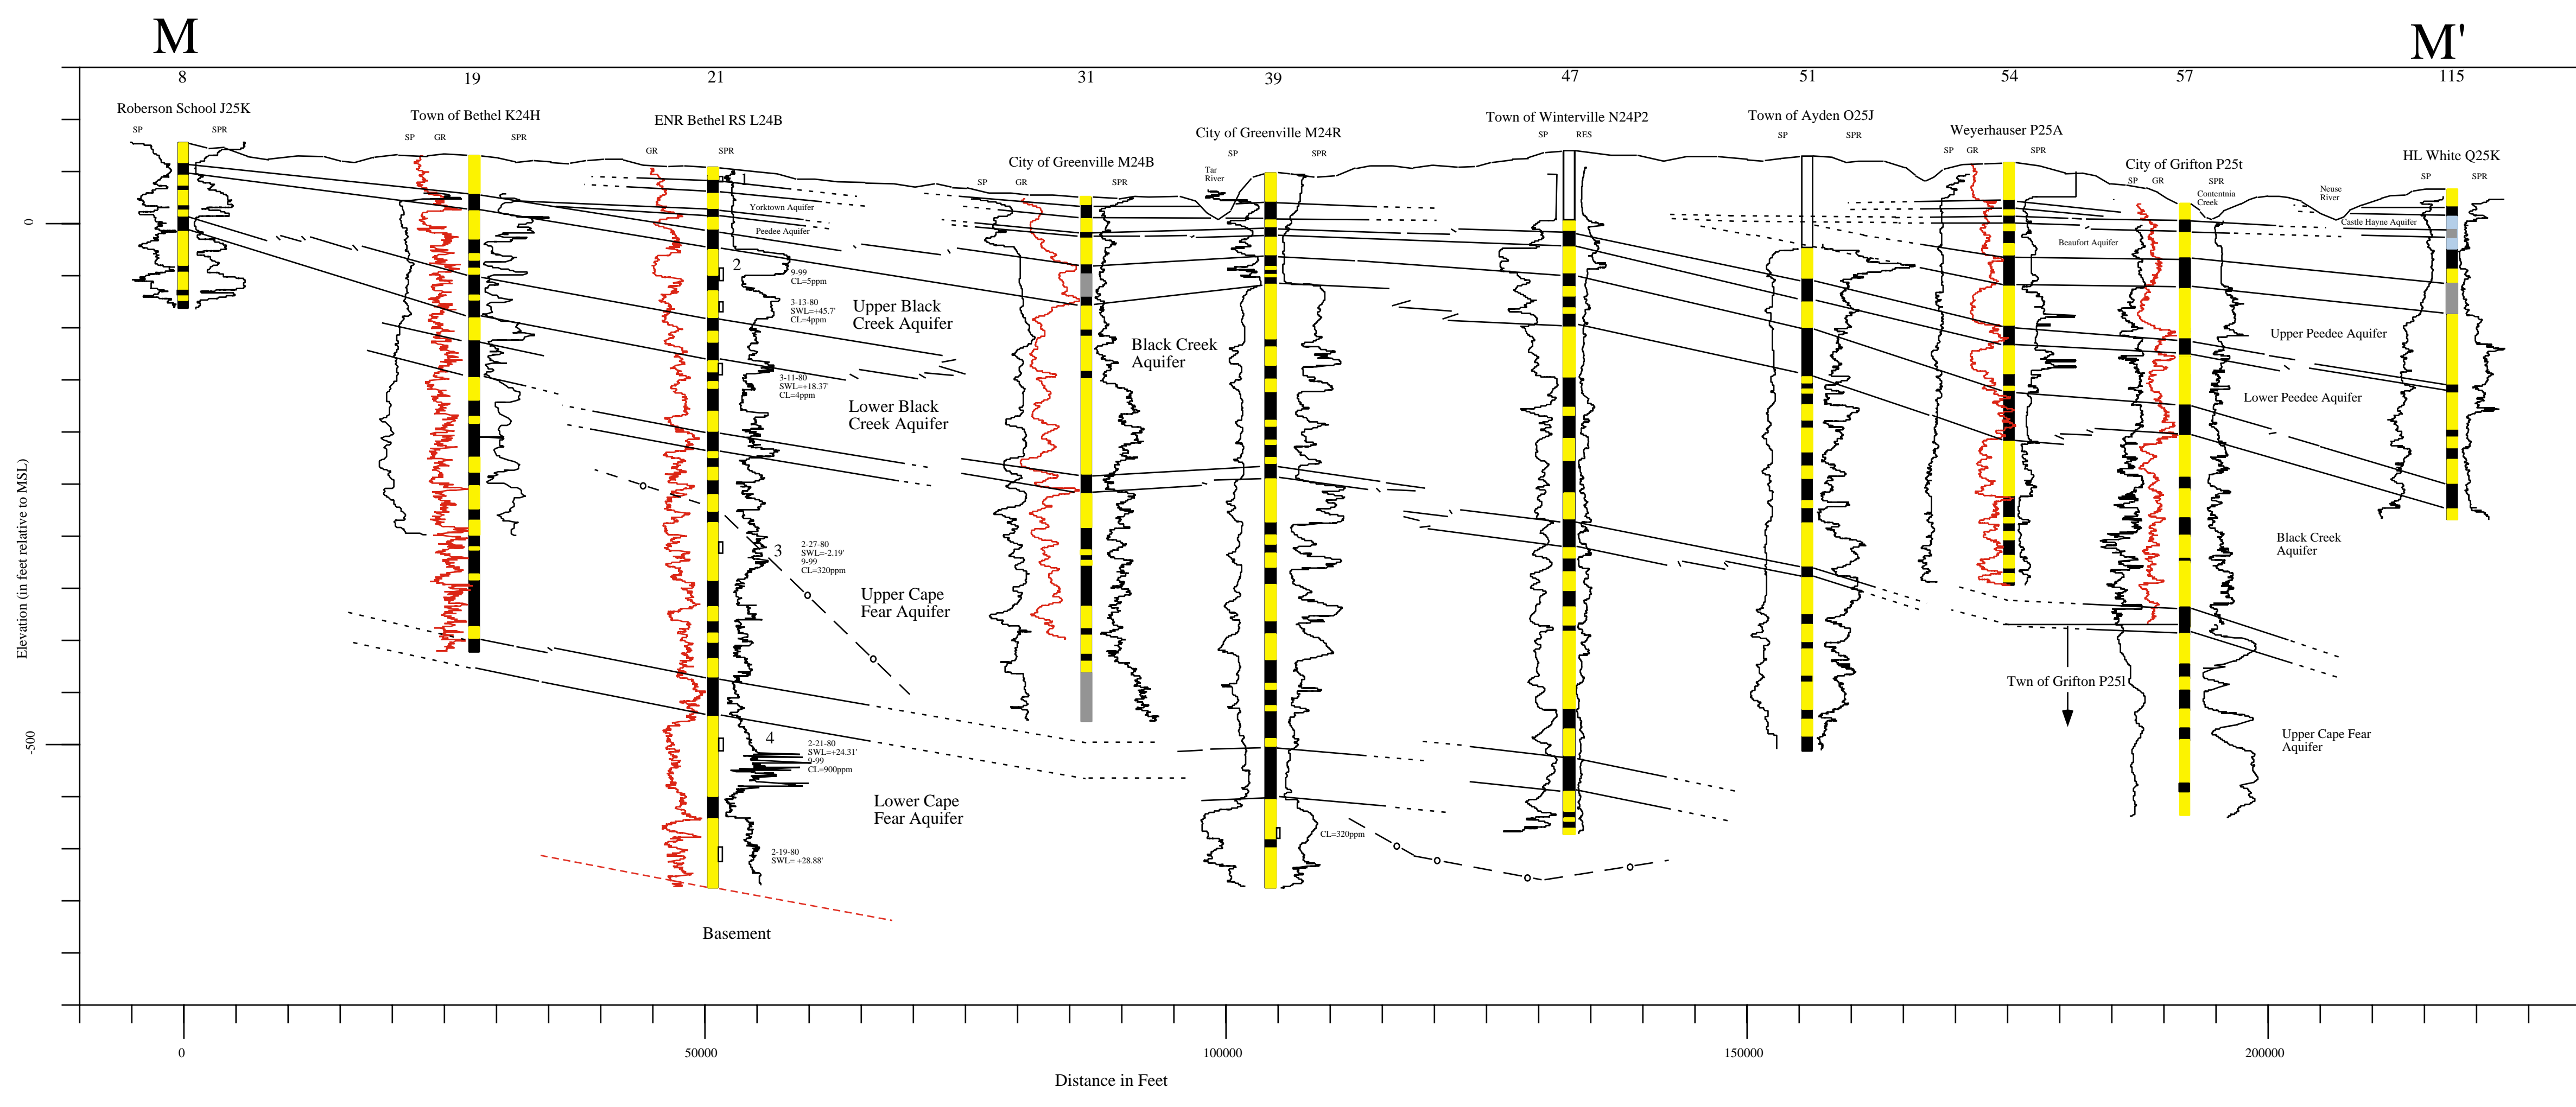 M
M'
8
19
21
31
39
47
51
54
57
115
Roberson School J25K
SP
SPR
Town of Bethel K24H
SP
GR
SPR
ENR Bethel RS L24B
GR
SPR
City of Greenville M24B
SP
GR
SPR
City of Greenville M24R
SP
SPR
Tar
River
Town of Winterville N24P2
SP
RES
Town of Ayden O25J
SP
SPR
Weyerhauser P25A
SP
GR
SPR
City of Grifton P25t
SP
GR
SPR
Contentnia
Creek
HL White Q25K
SP
SPR
Neuse
River
Castle Hayne Aquifer
1
Yorktown Aquifer
Peedee Aquifer
Beaufort Aquifer
2
9-99
CL=5ppm
3-13-80
SWL=+45.7'
CL=4ppm
Upper Black
Creek Aquifer
Black Creek
Aquifer
Upper Peedee Aquifer
3-11-80
SWL=+18.37'
CL=4ppm
Lower Black
Creek Aquifer
Lower Peedee Aquifer
3
2-27-80
SWL=-2.19'
9-99
CL=320ppm
Black Creek
Aquifer
Upper Cape
Fear Aquifer
Twn of Grifton P25l
4
2-21-80
SWL=+24.31'
9-99
CL=900ppm
Upper Cape Fear
Aquifer
Lower Cape
Fear Aquifer
CL=320ppm
2-19-80
SWL= +28.88'
Basement
Elevation (in feet relative to MSL)
0
-500
0
50000
100000
150000
200000
Distance in Feet